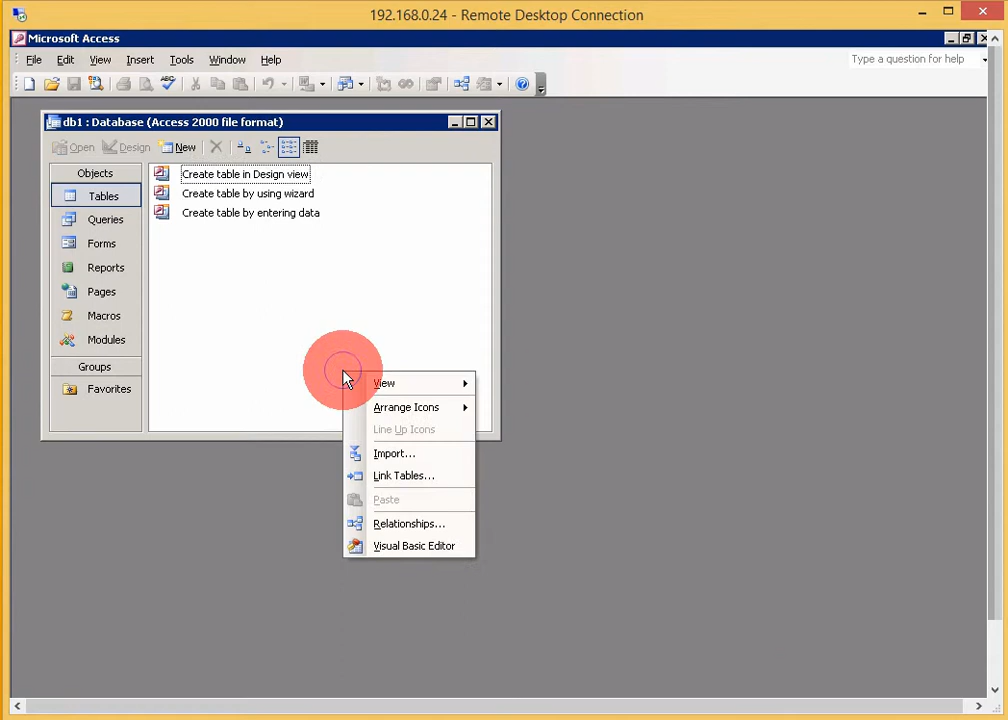 192.168.0.24 - Remote Desktop Connection
Microsoft Access
File Edit View Insert Tools Window Help
Type a question for help
db1 : Database (Access 2000 file format)
Open Design New
Objects
Tables
Queries
Forms
Reports
Pages
Macros
Modules
Groups
Favorites
Create table in Design view
Create table by using wizard
Create table by entering data
View
Arrange Icons
Line Up Icons
Import...
Link Tables...
Paste
Relationships...
Visual Basic Editor